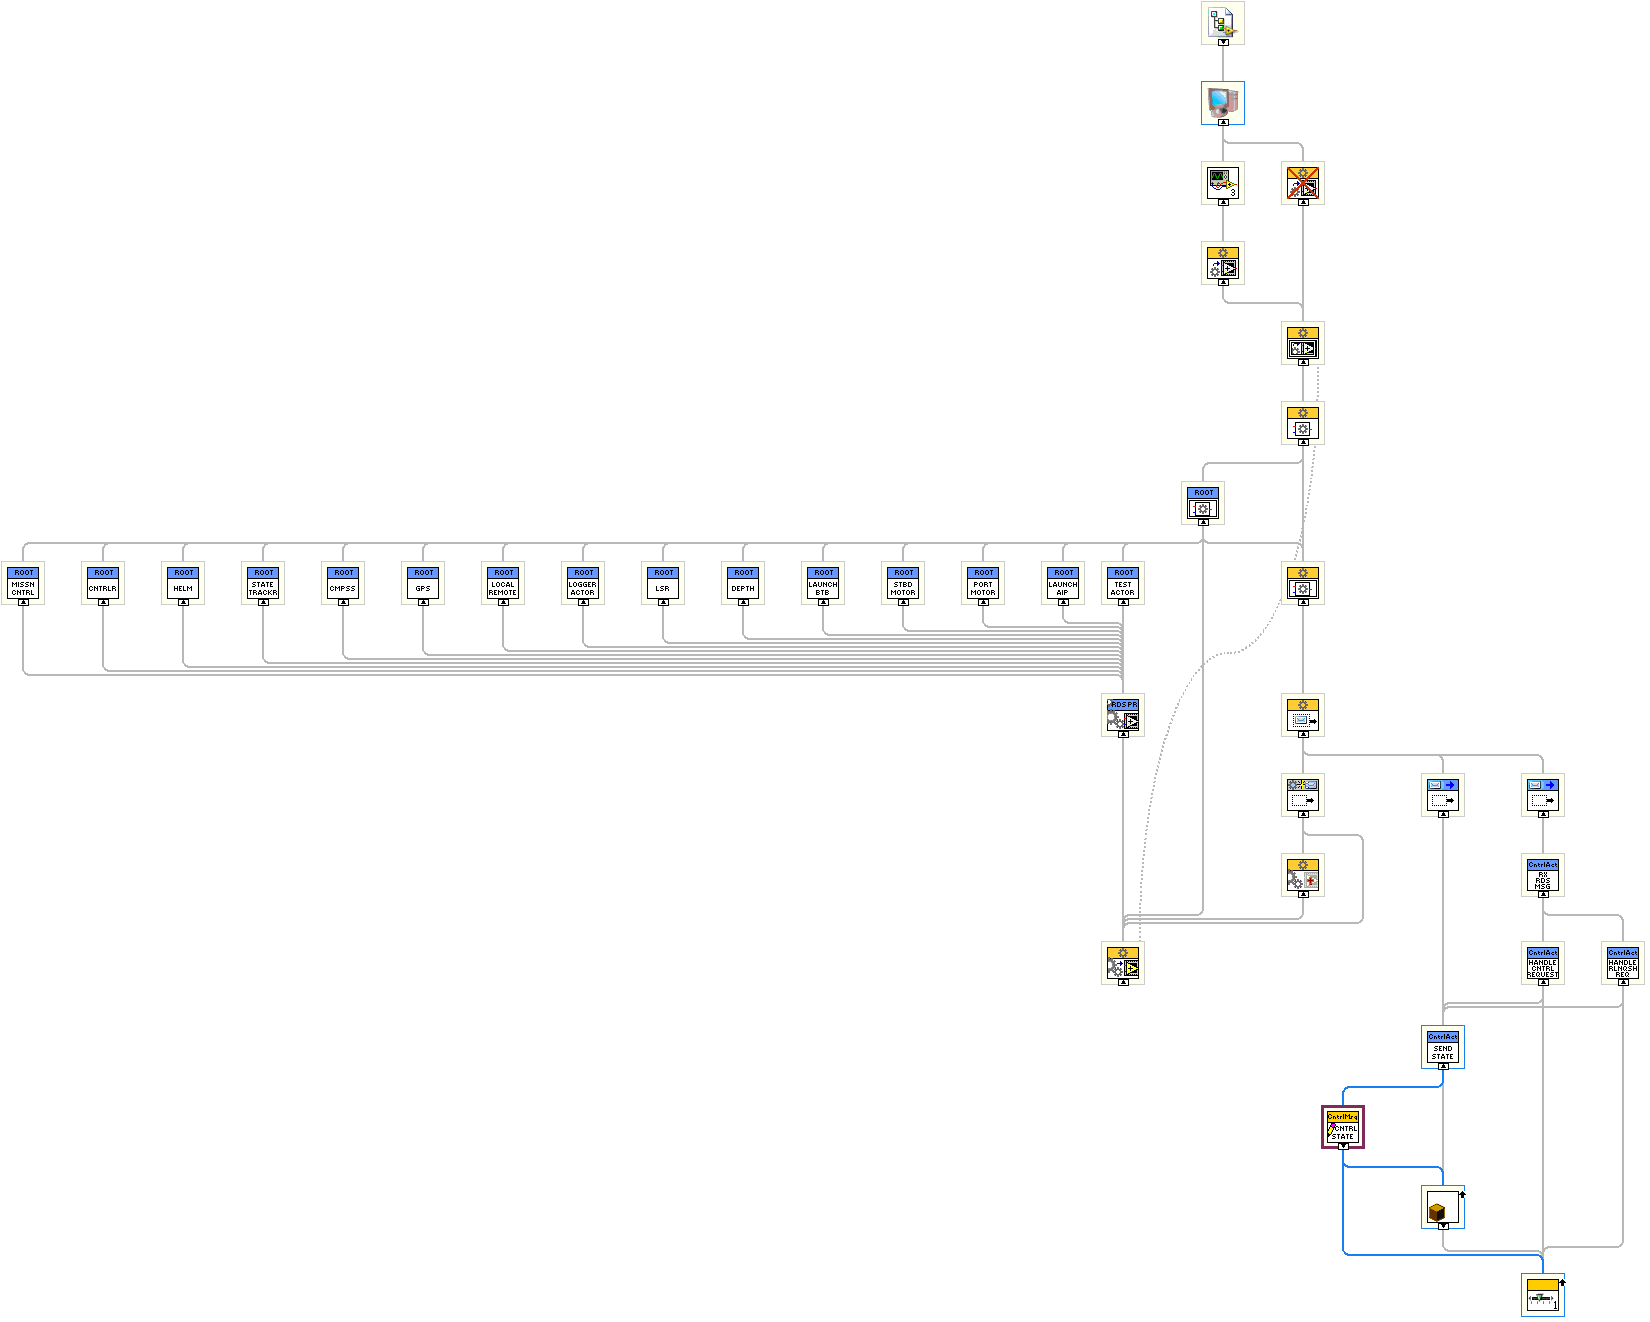 3
ROOT
ROOT
MISSN
CNTRL
ROOT
CNTRLR
ROOT
HELM
ROOT
STATE
TRACKR
ROOT
CMPSS
ROOT
GPS
ROOT
LOCAL
REMOTE
ROOT
LOGGER
ACTOR
ROOT
LSR
ROOT
DEPTH
ROOT
LAUNCH
BTB
ROOT
STBD
MOTOR
ROOT
PORT
MOTOR
ROOT
LAUNCH
AIP
ROOT
TEST
ACTOR
RDS PR
CntrlAct
RX
RDS
MSG
CntrlAct
HANDLE
CNTRL
REQUEST
CntrlAct
HANDLE
RLNQSH
REQ
CntrlAct
SEND
STATE
CntrlMsg
CNTRL
STATE
1